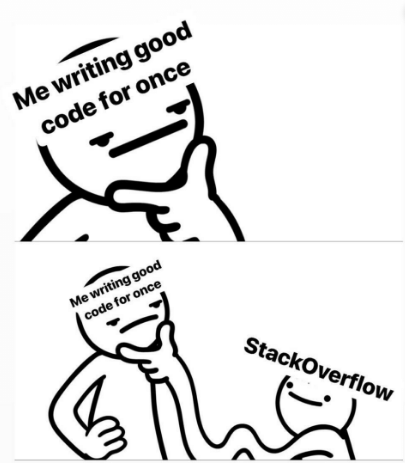 Me writing good
code for once
Me writing good
code for once
StackOverflow